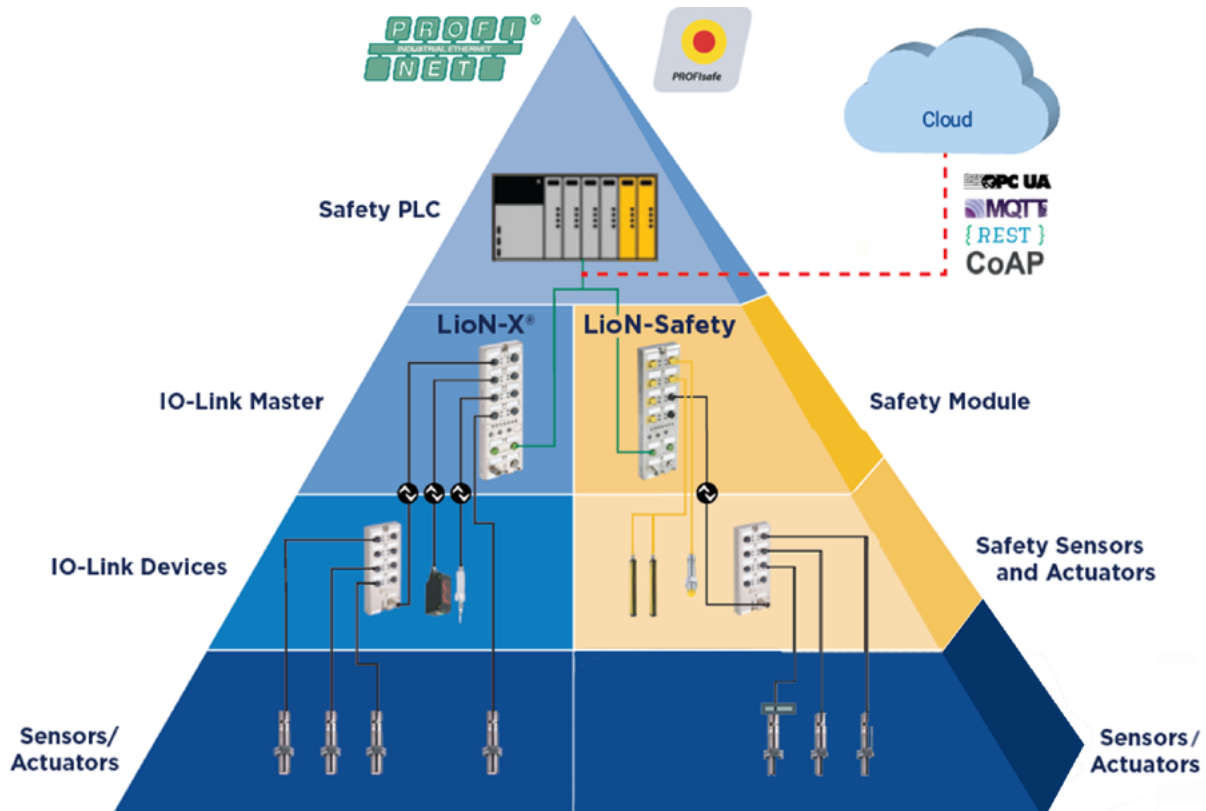 PROFI
®
INDUSTRIAL ETHERNET
NET
PROFIsafe
Cloud
OPC UA
MQTT
{REST}
CoAP
Safety PLC
LioN-X®
LioN-Safety
IO-Link Master
Safety Module
IO-Link Devices
Safety Sensors
and Actuators
Sensors/
Actuators
Sensors/
Actuators